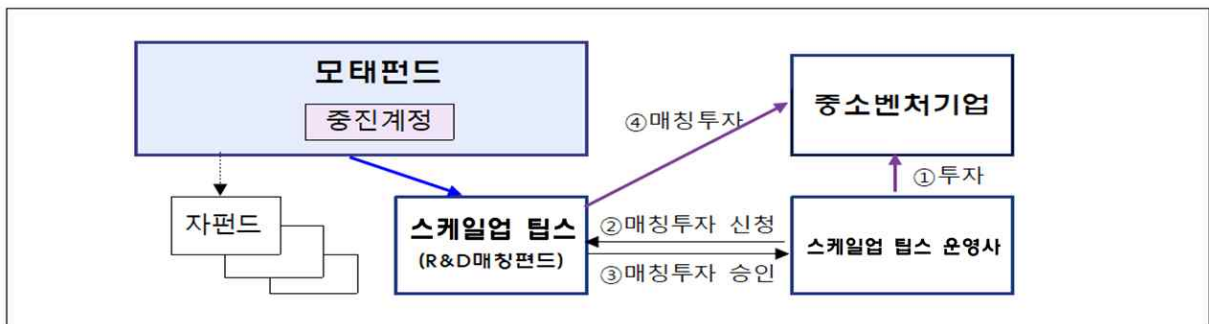 모태펀드
중진계정
중소벤처기업
④매칭투자
①투자
자펀드
스케일업 팁스
(R&D매칭펀드)
②매칭투자 신청
③매칭투자 승인
스케일업 팁스 운영사